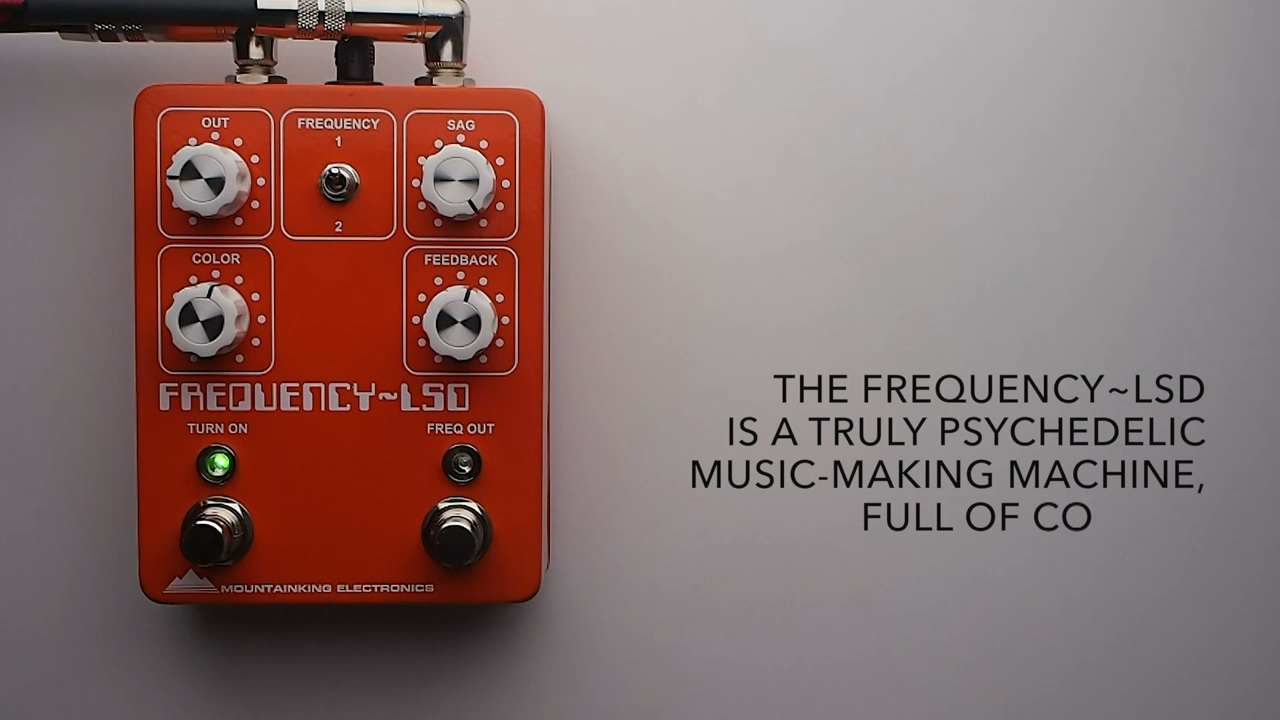 OUT
FREQUENCY
1
2
SAG
COLOR
FEEDBACK
FREQUENCY~LSD
TURN ON
FREQ OUT
MOUNTAINKING ELECTRONICS
THE FREQUENCY~LSD
IS A TRULY PSYCHEDELIC
MUSIC-MAKING MACHINE,
FULL OF CO